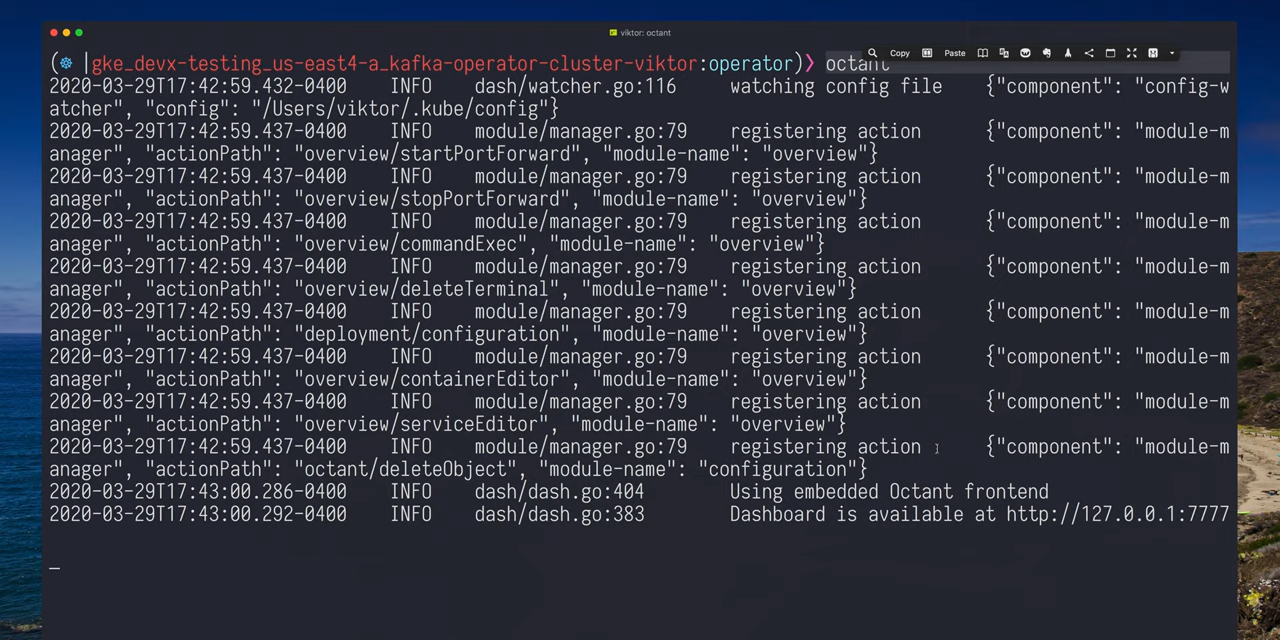 viktor: octant
Copy Paste
(⎈ |gke_devx-testing_us-east4-a_kafka-operator-cluster-viktor:operator)❯ octant
2020-03-29T17:42:59.432-0400    INFO    dash/watcher.go:116     watching config file    {"component": "config-w
atcher", "config": "/Users/viktor/.kube/config"}
2020-03-29T17:42:59.437-0400    INFO    module/manager.go:79    registering action      {"component": "module-m
anager", "actionPath": "overview/startPortForward", "module-name": "overview"}
2020-03-29T17:42:59.437-0400    INFO    module/manager.go:79    registering action      {"component": "module-m
anager", "actionPath": "overview/stopPortForward", "module-name": "overview"}
2020-03-29T17:42:59.437-0400    INFO    module/manager.go:79    registering action      {"component": "module-m
anager", "actionPath": "overview/commandExec", "module-name": "overview"}
2020-03-29T17:42:59.437-0400    INFO    module/manager.go:79    registering action      {"component": "module-m
anager", "actionPath": "overview/deleteTerminal", "module-name": "overview"}
2020-03-29T17:42:59.437-0400    INFO    module/manager.go:79    registering action      {"component": "module-m
anager", "actionPath": "deployment/configuration", "module-name": "overview"}
2020-03-29T17:42:59.437-0400    INFO    module/manager.go:79    registering action      {"component": "module-m
anager", "actionPath": "overview/containerEditor", "module-name": "overview"}
2020-03-29T17:42:59.437-0400    INFO    module/manager.go:79    registering action      {"component": "module-m
anager", "actionPath": "overview/serviceEditor", "module-name": "overview"}
2020-03-29T17:42:59.437-0400    INFO    module/manager.go:79    registering action      {"component": "module-m
anager", "actionPath": "octant/deleteObject", "module-name": "configuration"}
2020-03-29T17:43:00.286-0400    INFO    dash/dash.go:404        Using embedded Octant frontend
2020-03-29T17:43:00.292-0400    INFO    dash/dash.go:383        Dashboard is available at http://127.0.0.1:7777